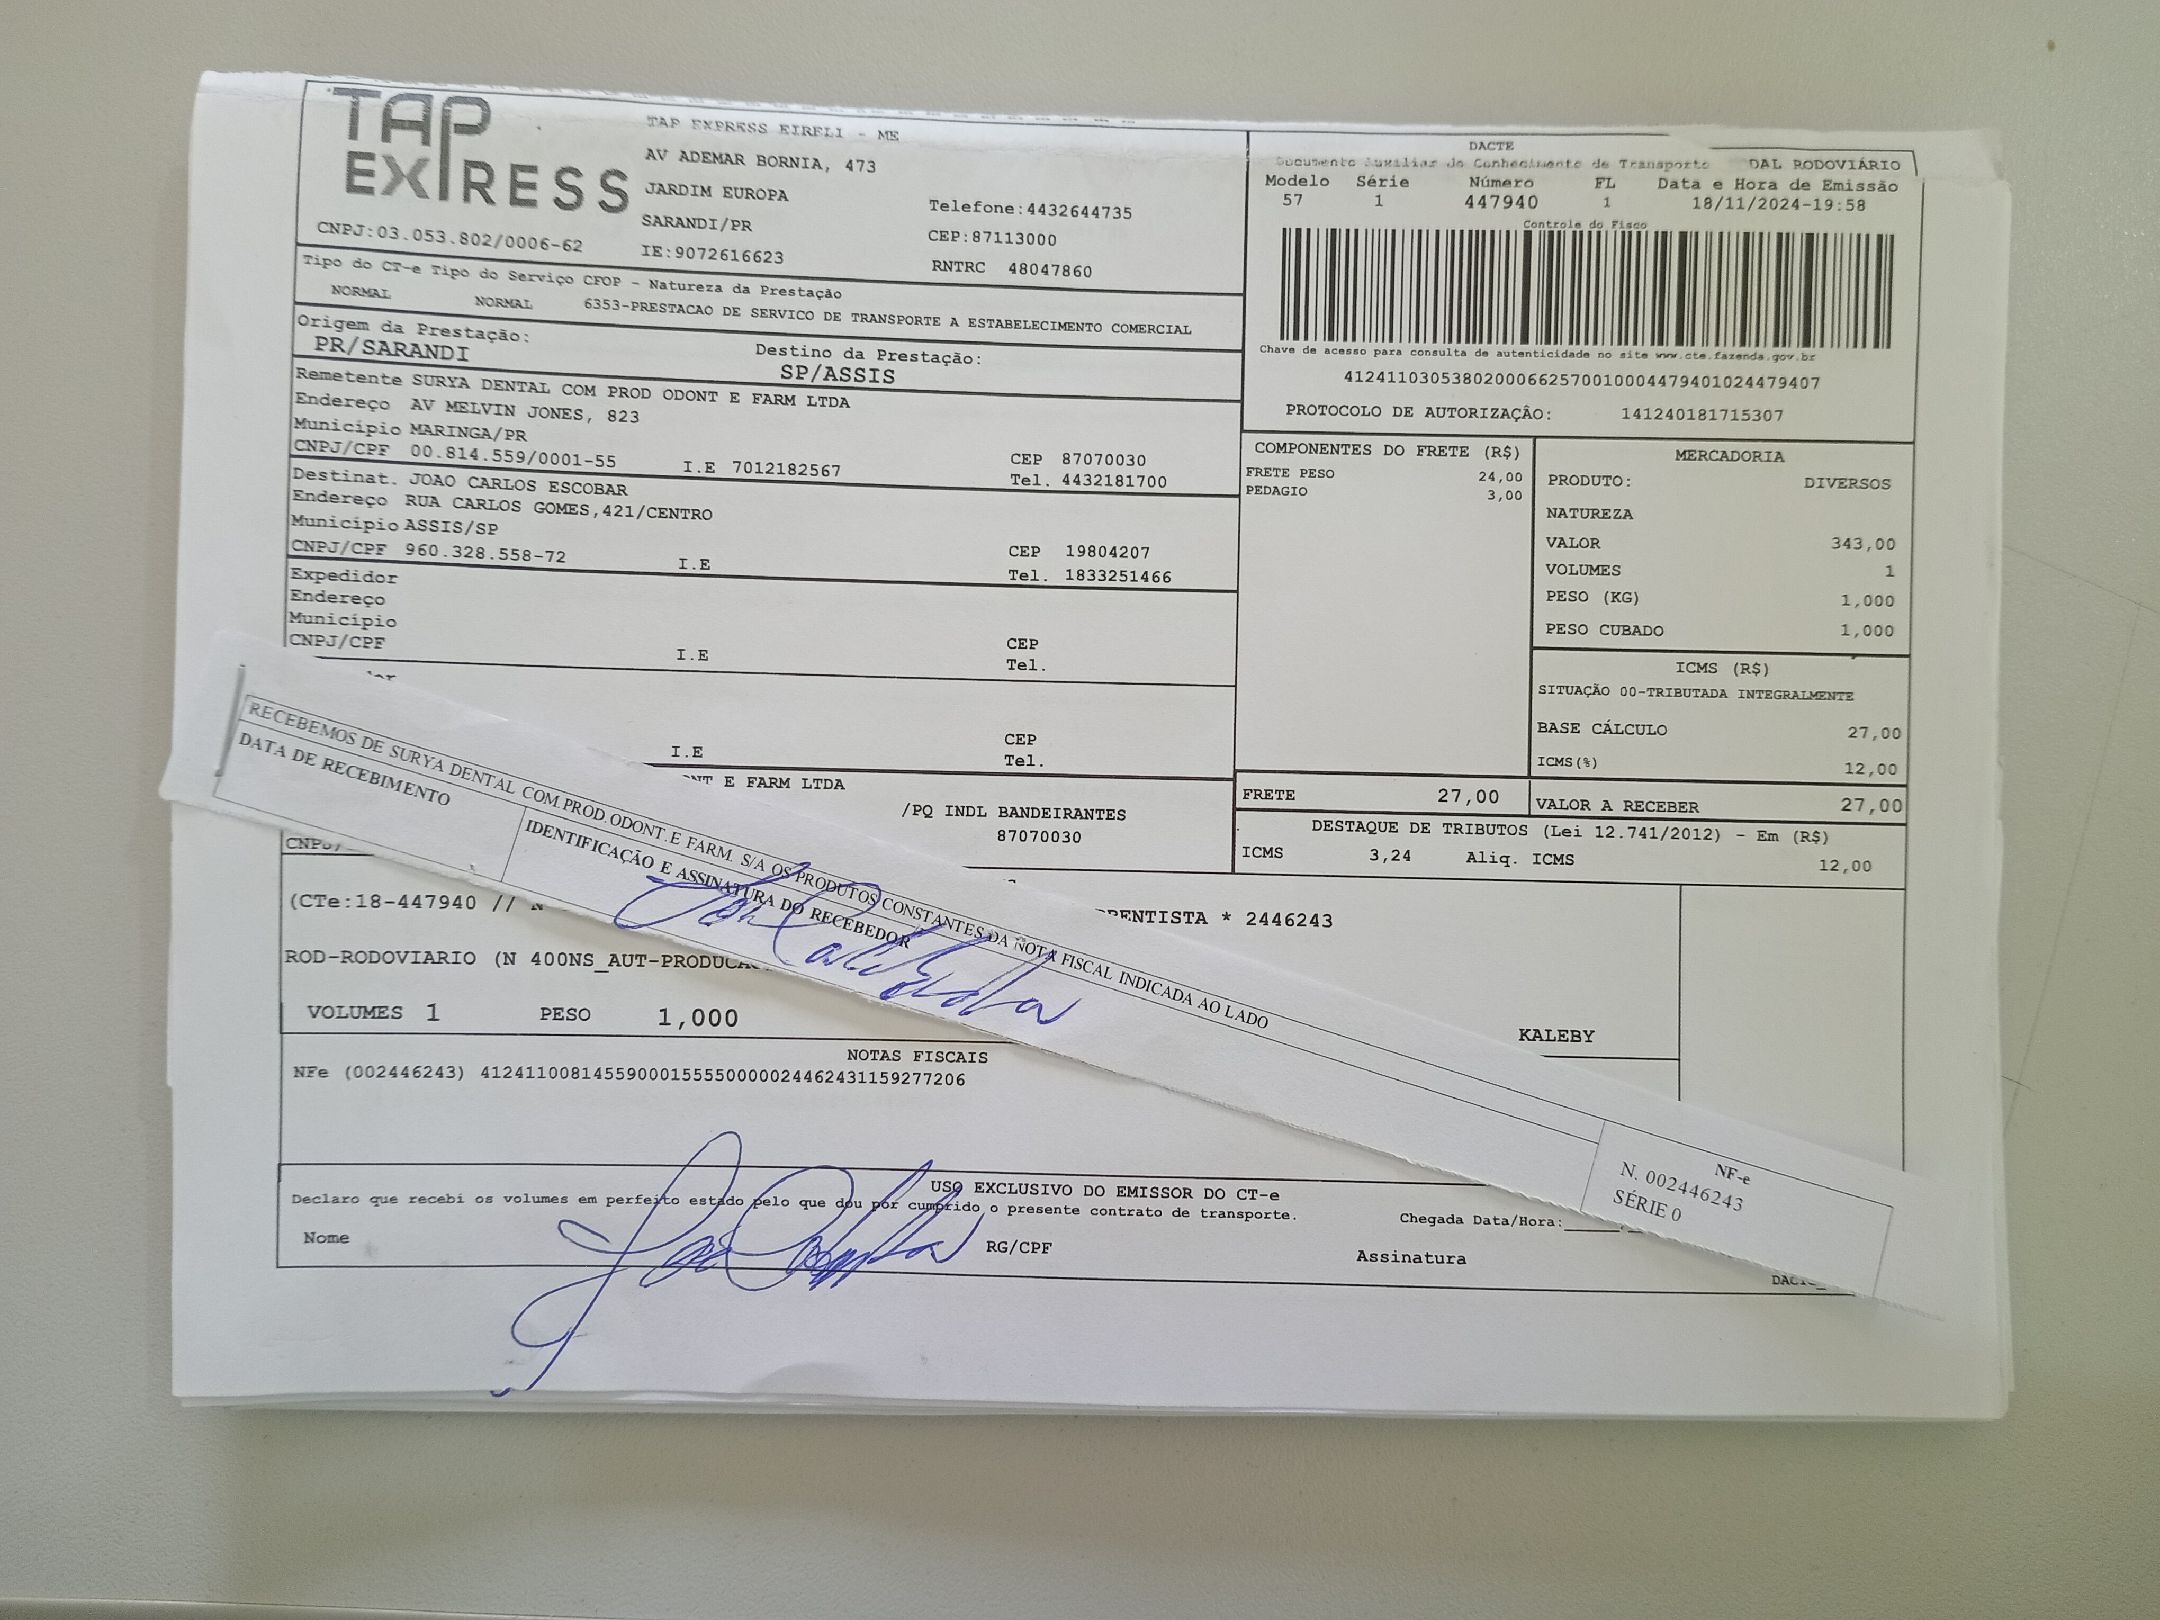 TAP EXPRESS
TAP EXPRESS EIRELI - ME
AV ADEMAR BORNIA, 473
JARDIM EUROPA
SARANDI/PR
IE:9072616623
Telefone:4432644735
CEP:87113000
RNTRC 48047860
CNPJ:03.053.802/0006-62
DACTE
Documento Auxiliar do Conhecimento de Transporte DAL RODOVIÁRIO
Modelo Série Número FL Data e Hora de Emissão
57 1 447940 1 18/11/2024-19:58
Controle do Fisco
Chave de acesso para consulta de autenticidade no site www.cte.fazenda.gov.br
41241103053802000662570010004479401024479407
PROTOCOLO DE AUTORIZAÇÃO: 141240181715307
Tipo do CT-e Tipo do Serviço CFOP - Natureza da Prestação
NORMAL NORMAL 6353-PRESTACAO DE SERVICO DE TRANSPORTE A ESTABELECIMENTO COMERCIAL
Origem da Prestação: Destino da Prestação:
PR/SARANDI SP/ASSIS
Remetente SURYA DENTAL COM PROD ODONT E FARM LTDA
Endereço AV MELVIN JONES, 823
Município MARINGA/PR CEP 87070030
CNPJ/CPF 00.814.559/0001-55 I.E 7012182567 Tel. 4432181700
Destinat. JOAO CARLOS ESCOBAR
Endereço RUA CARLOS GOMES,421/CENTRO
Município ASSIS/SP CEP 19804207
CNPJ/CPF 960.328.558-72 I.E Tel. 1833251466
Expedidor
Endereço
Município CEP
CNPJ/CPF I.E Tel.
CEP
I.E Tel.
E FARM LTDA
/PQ INDL BANDEIRANTES
87070030
COMPONENTES DO FRETE (R$)
FRETE PESO 24,00
PEDAGIO 3,00
MERCADORIA
PRODUTO: DIVERSOS
NATUREZA
VALOR 343,00
VOLUMES 1
PESO (KG) 1,000
PESO CUBADO 1,000
ICMS (R$)
SITUAÇÃO 00-TRIBUTADA INTEGRALMENTE
BASE CÁLCULO 27,00
ICMS(%) 12,00
FRETE 27,00 VALOR A RECEBER 27,00
DESTAQUE DE TRIBUTOS (Lei 12.741/2012) - Em (R$)
ICMS 3,24 Aliq. ICMS 12,00
RECEBEMOS DE SURYA DENTAL COM.PROD.ODONT.E FARM. S/A OS PRODUTOS CONSTANTES DA NOTA FISCAL INDICADA AO LADO
DATA DE RECEBIMENTO IDENTIFICAÇÃO E ASSINATURA DO RECEBEDOR
NF-e
N. 002446243
SÉRIE 0
(CTe:18-447940 // * 2446243
ROD-RODOVIARIO (N 400NS_AUT-PRODUCA
VOLUMES 1 PESO 1,000 KALEBY
NOTAS FISCAIS
NFe (002446243) 41241100814559000155550000024462431159277206
USO EXCLUSIVO DO EMISSOR DO CT-e
Declaro que recebi os volumes em perfeito estado pelo que dou por cumprido o presente contrato de transporte. Chegada Data/Hora:
Nome RG/CPF Assinatura